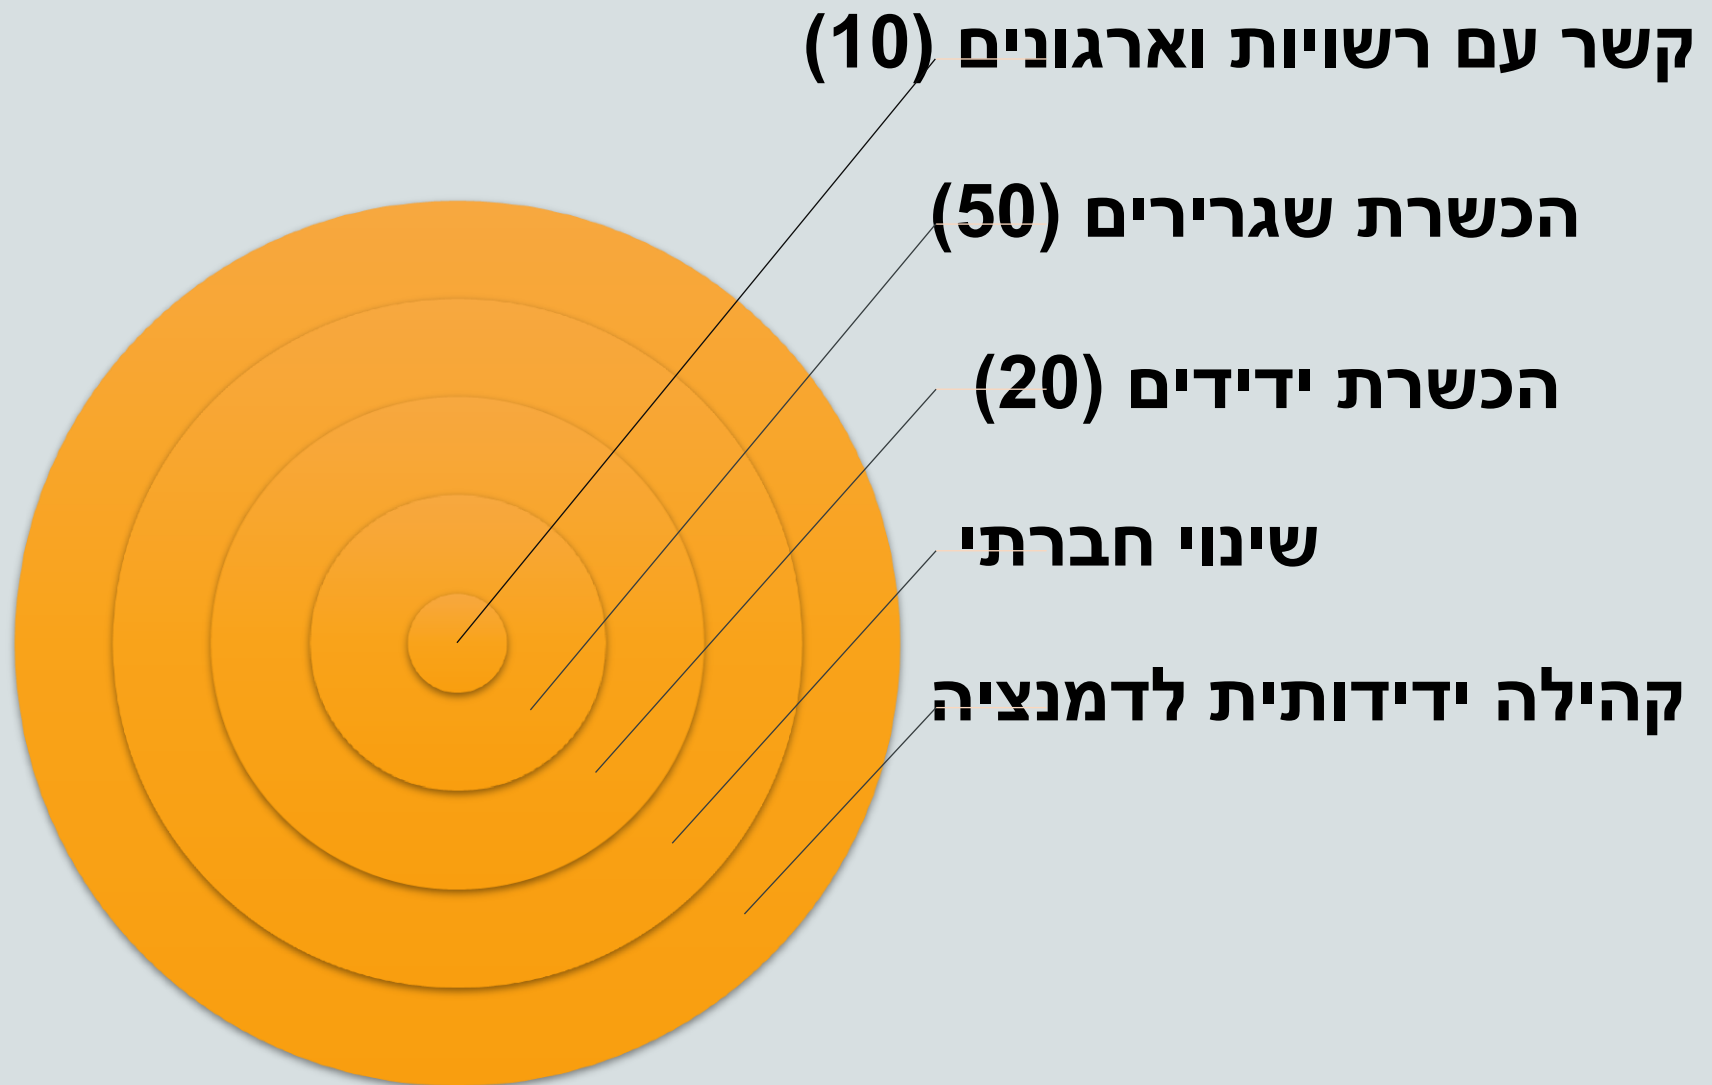 קשר עם רשויות וארגונים (10)
הכשרת שגרירים (50)
הכשרת ידידים (20)
שינוי חברתי
קהילה ידידותית לדמנציה